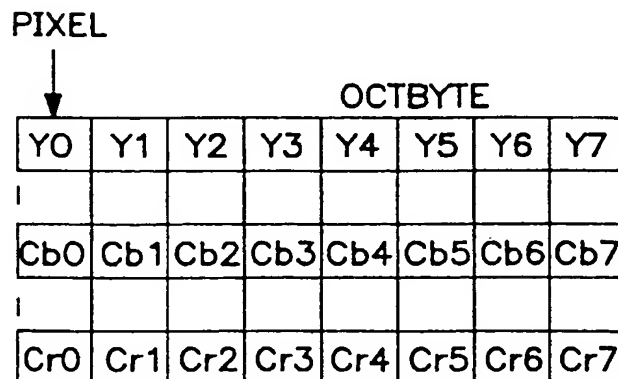 PIXEL
OCTBYTE
Y0 Y1 Y2 Y3 Y4 Y5 Y6 Y7
Cb0 Cb1 Cb2 Cb3 Cb4 Cb5 Cb6 Cb7
Cr0 Cr1 Cr2 Cr3 Cr4 Cr5 Cr6 Cr7